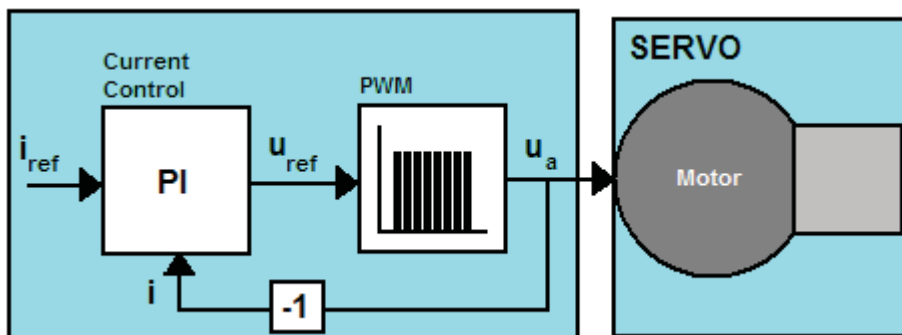 Current
Control
PWM
SERVO
i ref
PI
u ref
u a
Motor
i
-1